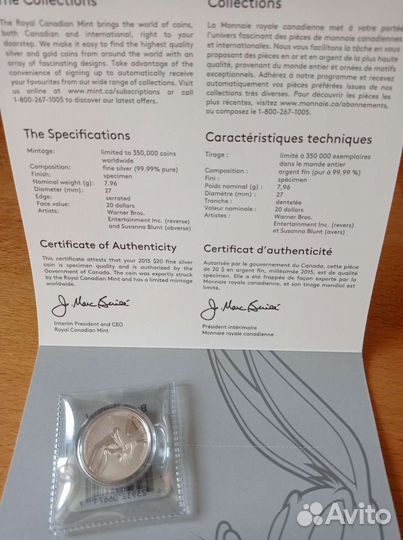 The Collections
The Royal Canadian Mint brings the world of coins,
both Canadian and international, right to your
doorstep. We make it easy to find the highest quality
silver and gold coins from around the world with an
array of fascinating designs. Take advantage of the
convenience of signing up to automatically receive
your favourites from our wide range of collections. Visit
us online at www.mint.ca/subscriptions or call
1-800-267-1005 to discover our latest offers.
The Specifications
Mintage: limited to 350,000 coins
worldwide
Composition: fine silver (99.99% pure)
Finish: specimen
Nominal weight (g): 7.96
Diameter (mm): 27
Edge: serrated
Face value: 20 dollars
Artists: Warner Bros.
Entertainment Inc. (reverse)
and Susanna Blunt (obverse)
Certificate of Authenticity
This certificate attests that your 2015 $20 fine silver
coin is specimen quality and is authorized by the
Government of Canada. The coin was expertly struck
by the Royal Canadian Mint and has a limited mintage
worldwide.
Interim President and CEO
Royal Canadian Mint
Collections
La Monnaie royale canadienne met à votre portée
l'univers fascinant des pièces de monnaie canadiennes
et internationales. Nous vous facilitons la tâche en vous
proposant des pièces en or et en argent de la plus haute
qualité, provenant du monde entier et ornées de motifs
exceptionnels. Adhérez à notre programme et recevez
automatiquement vos pièces préférées issues de nos
collections très diverses. Pour découvrir les pièces les
plus récentes, visitez www.monnaie.ca/abonnements,
ou composez le 1-800-267-1005.
Caractéristiques techniques
Tirage : limité à 350 000 exemplaires
dans le monde entier
Composition : argent fin (pur à 99,99 %)
Fini : spécimen
Poids nominal (g) : 7,96
Diamètre (mm) : 27
Tranche : dentelée
Valeur nominale : 20 dollars
Artistes : Warner Bros.
Entertainment Inc. (revers)
et Susanna Blunt (avers)
Certificat d'authenticité
Autorisée par le gouvernement du Canada, cette pièce
de 20 $ en argent fin, millésimée 2015, est de qualité
spécimen. Elle a été frappée de façon experte par la
Monnaie royale canadienne, et son tirage mondial est
limité.
Président intérimaire
Monnaie royale canadienne
Avito